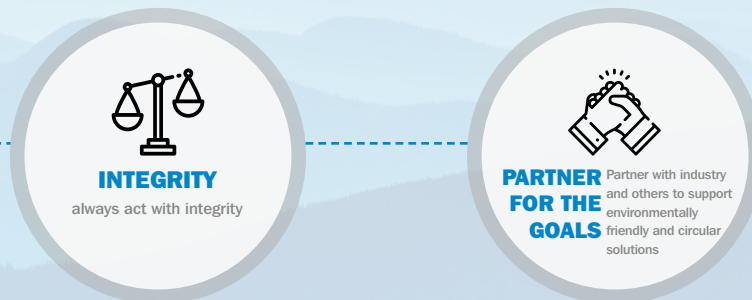 INTEGRITY
always act with integrity
PARTNER
FOR THE
GOALS
Partner with industry
and others to support
environmentally
friendly and circular
solutions